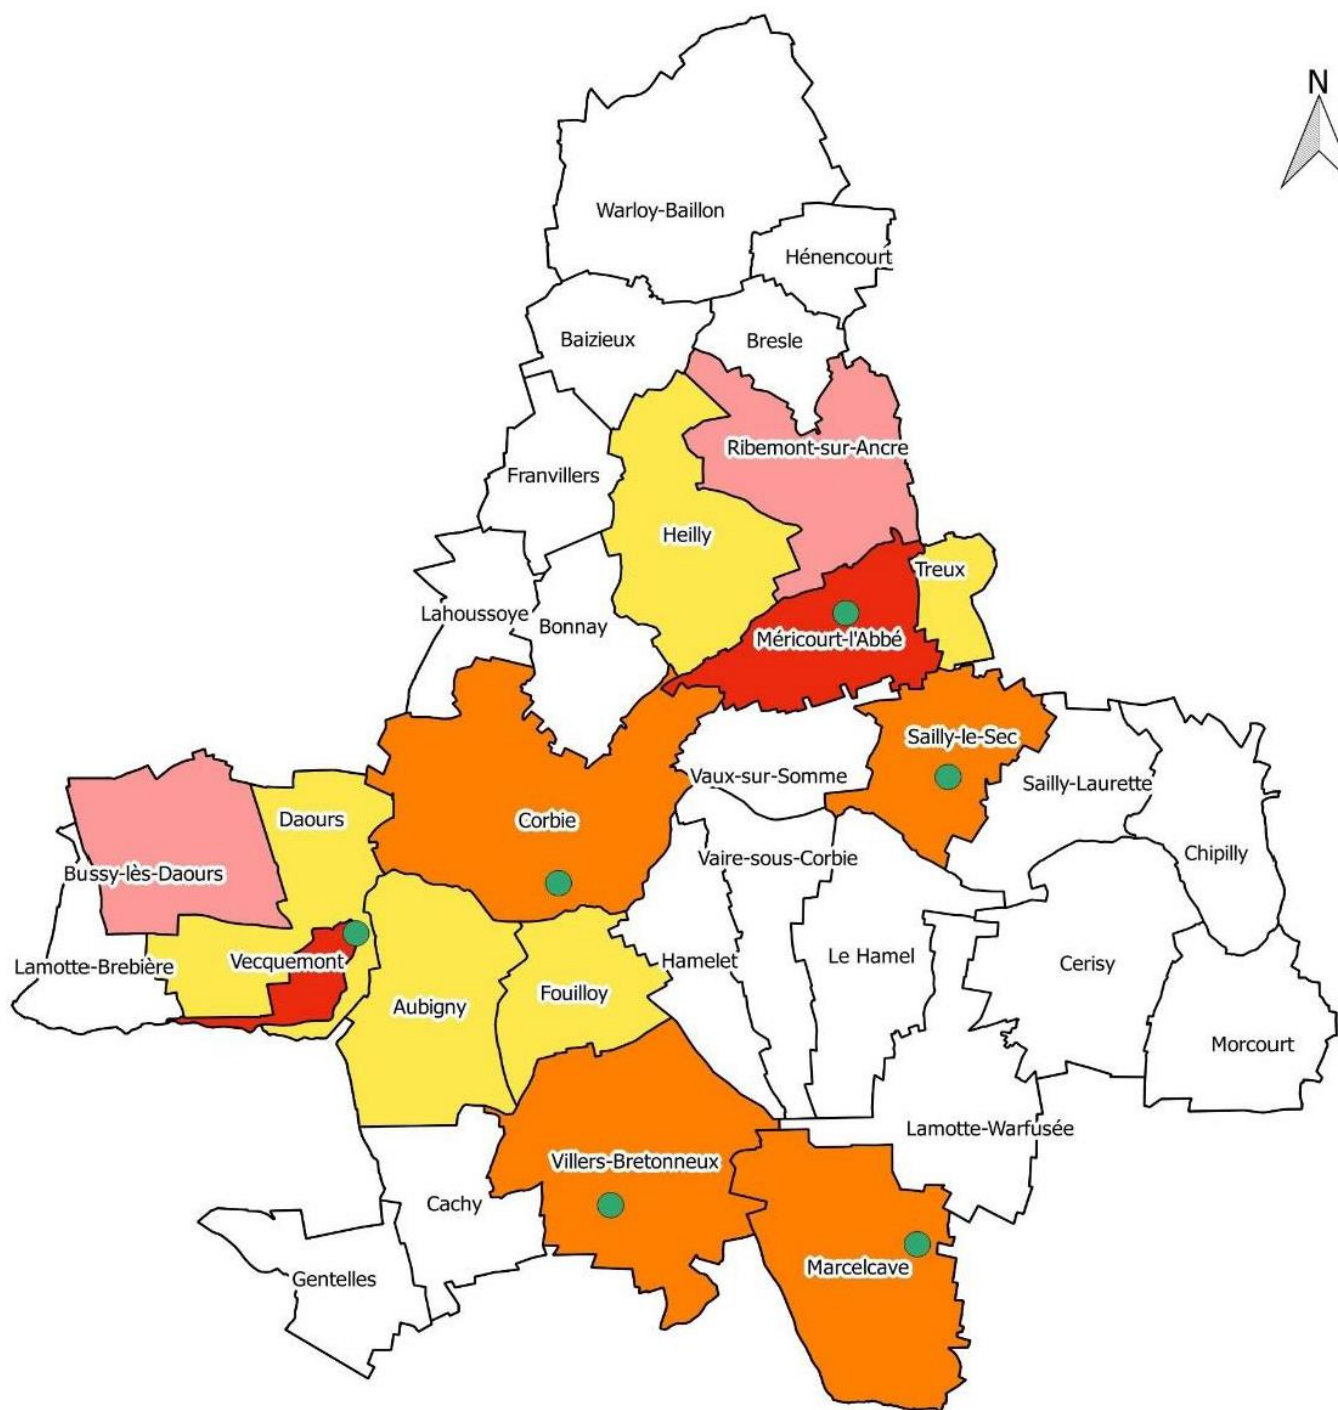 N
Warloy-Baillon
Hénencourt
Baizieux
Bresle
Ribemont-sur-Ancre
Franvillers
Heilly
Treux
Lahoussoye
Bonnay
Méricourt-l'Abbé
Sailly-le-Sec
Vaux-sur-Somme
Sailly-Laurette
Daours
Corbie
Vaire-sous-Corbie
Chipilly
Bussy-lès-Daours
Le Hamel
Hamelet
Vecquemont
Cerisy
Lamotte-Brebière
Fouilloy
Aubigny
Morcourt
Lamotte-Warfusée
Villers-Bretonneux
Cachy
Marcelcave
Gentelles